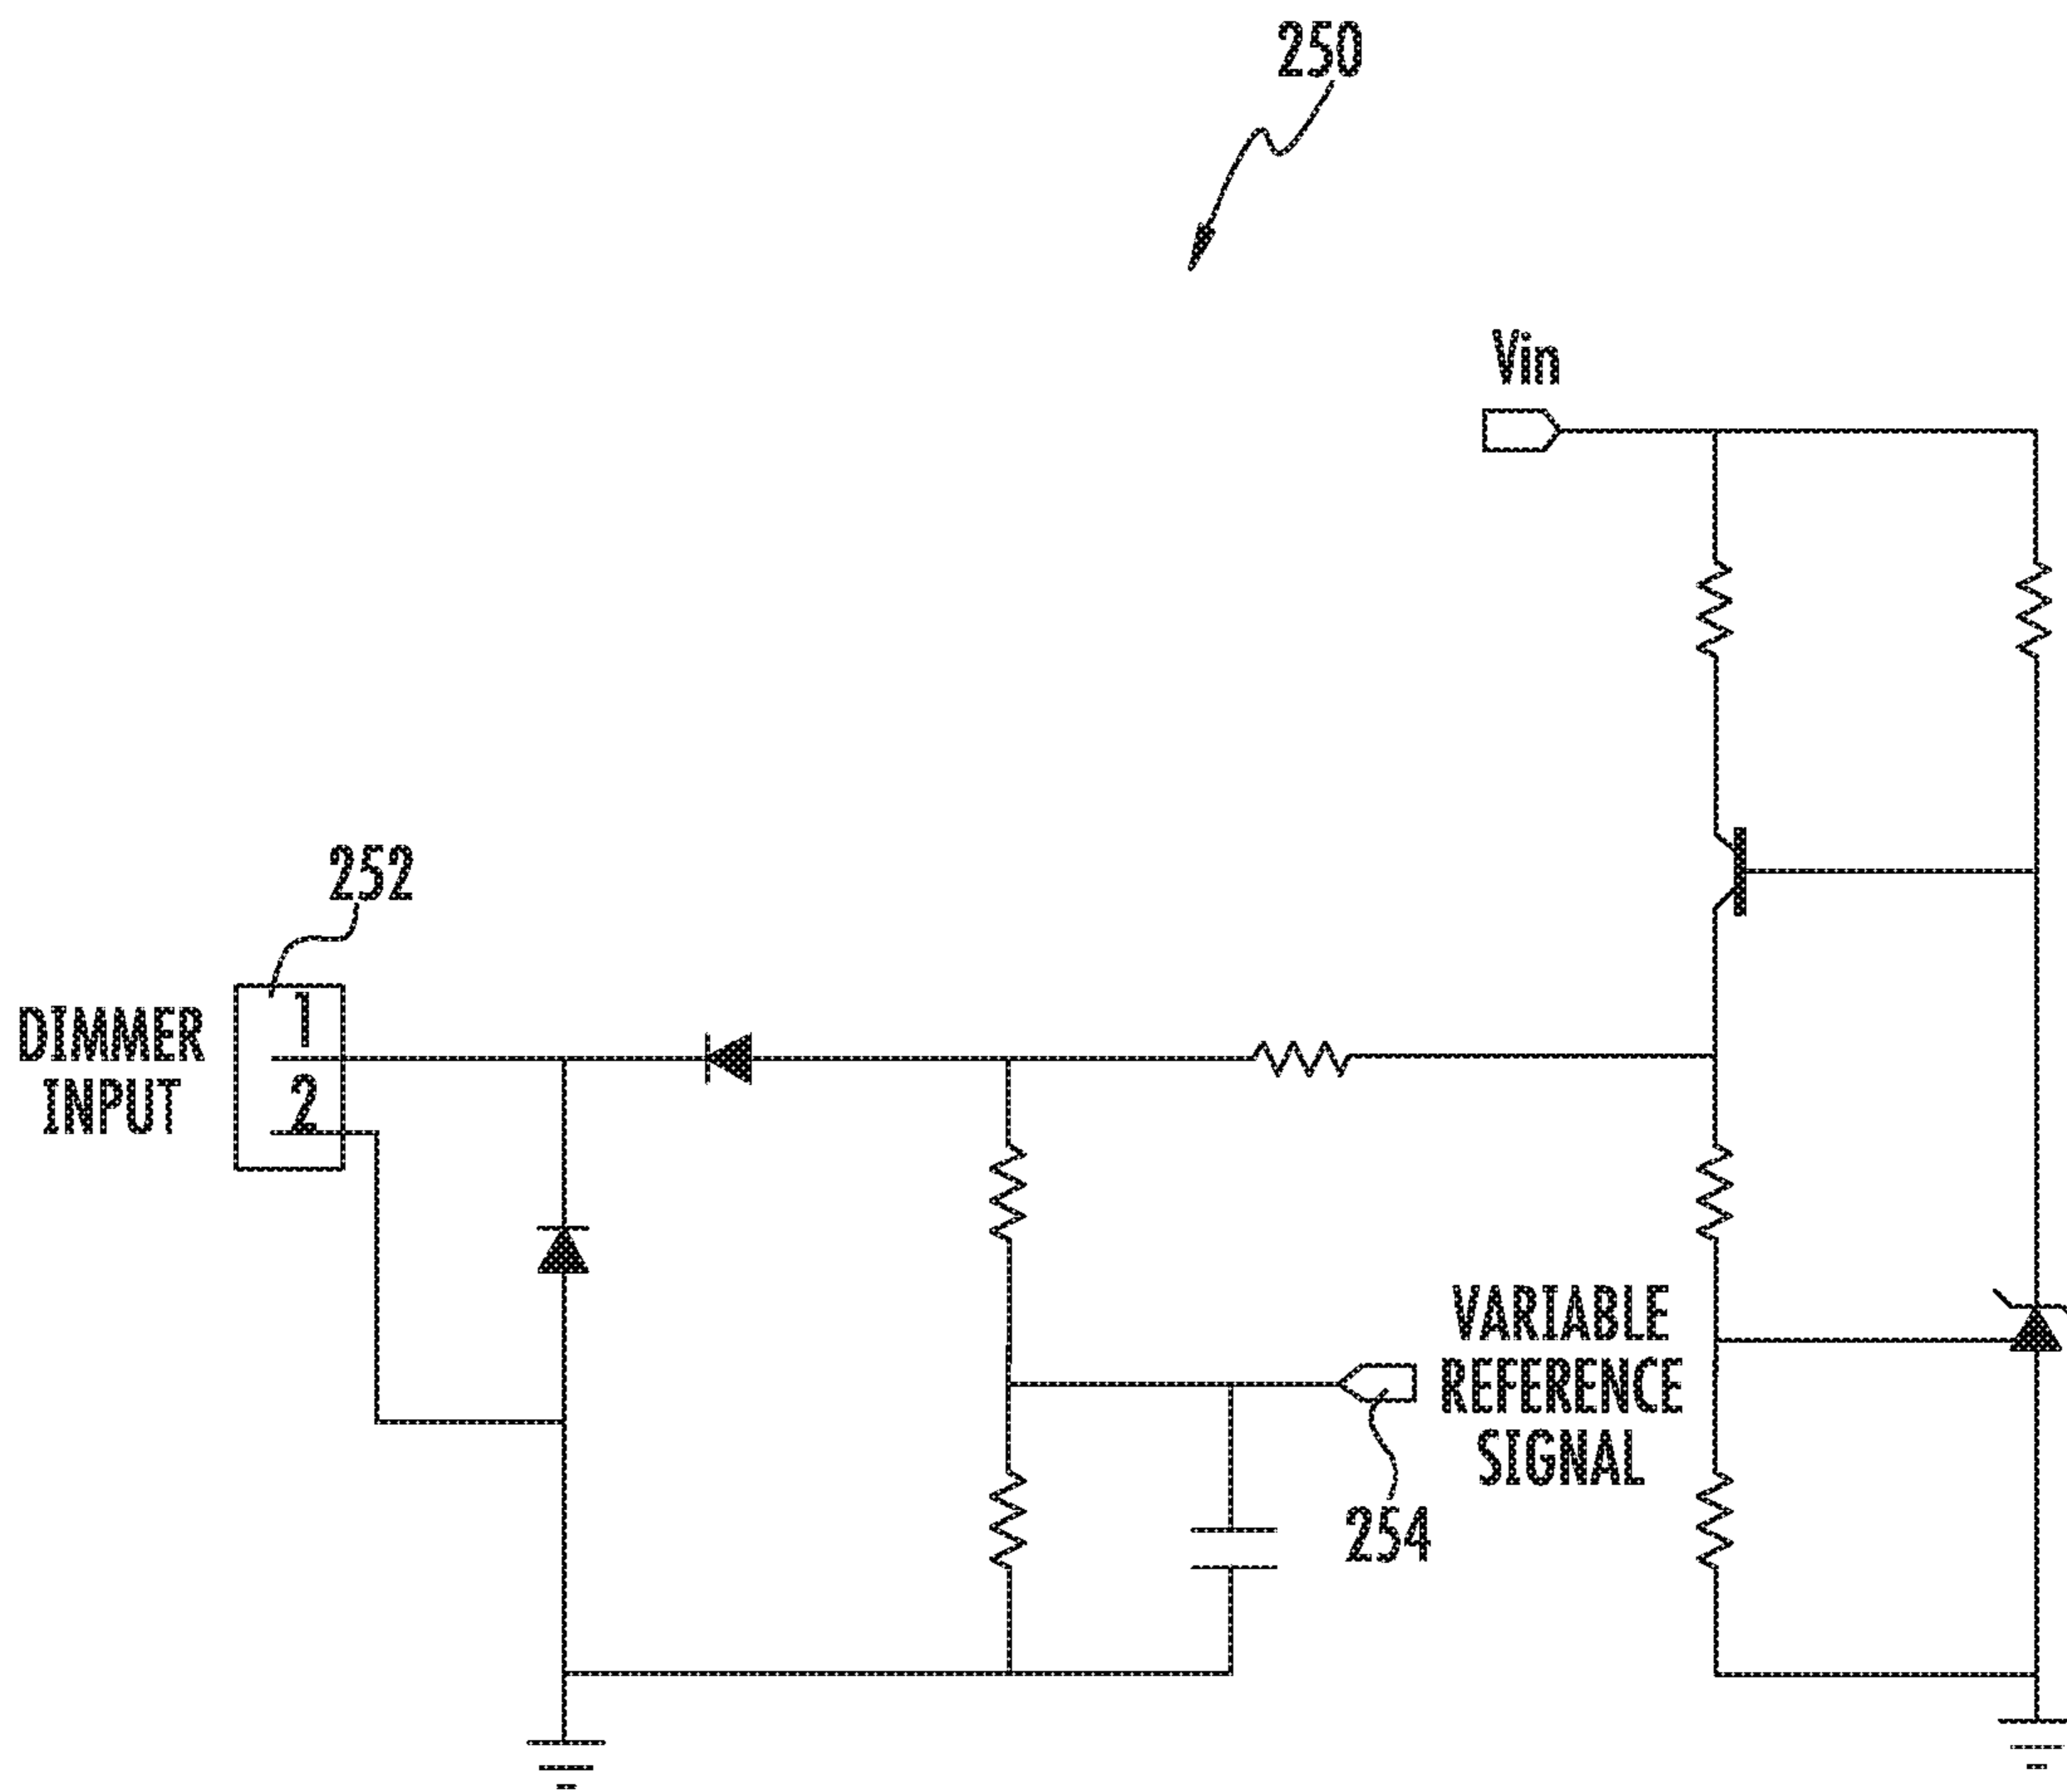 250
Vin
252
DIMMER
INPUT
1
2
VARIABLE
REFERENCE
SIGNAL
254